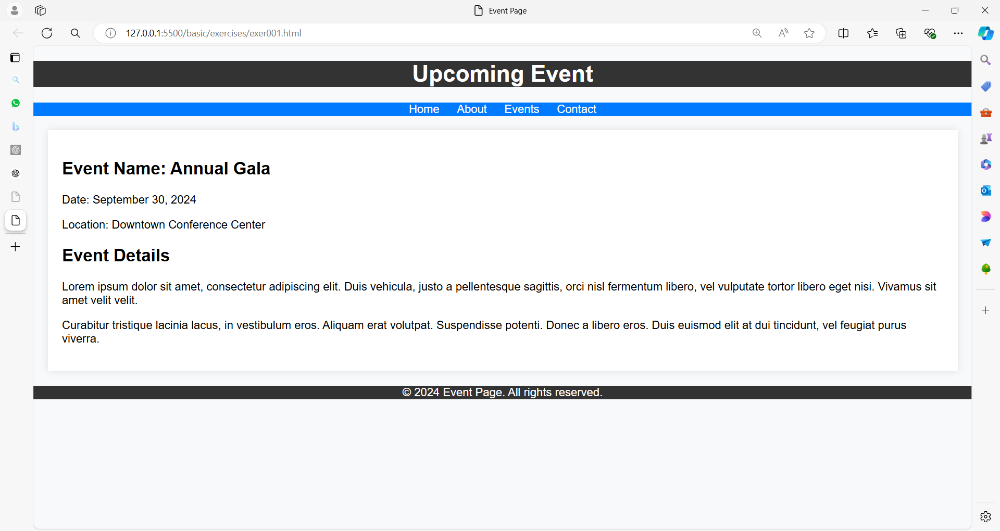 Event Page
127.0.0.1:5500/basic/exercises/exer001.html
Upcoming Event
Home About Events Contact
Event Name: Annual Gala
Date: September 30, 2024
Location: Downtown Conference Center
Event Details
Lorem ipsum dolor sit amet, consectetur adipiscing elit. Duis vehicula, justo a pellentesque sagittis, orci nisl fermentum libero, vel vulputate tortor libero eget nisi. Vivamus sit
amet velit velit.
Curabitur tristique lacinia lacus, in vestibulum eros. Aliquam erat volutpat. Suspendisse potenti. Donec a libero eros. Duis euismod elit at dui tincidunt, vel feugiat purus
viverra.
© 2024 Event Page. All rights reserved.